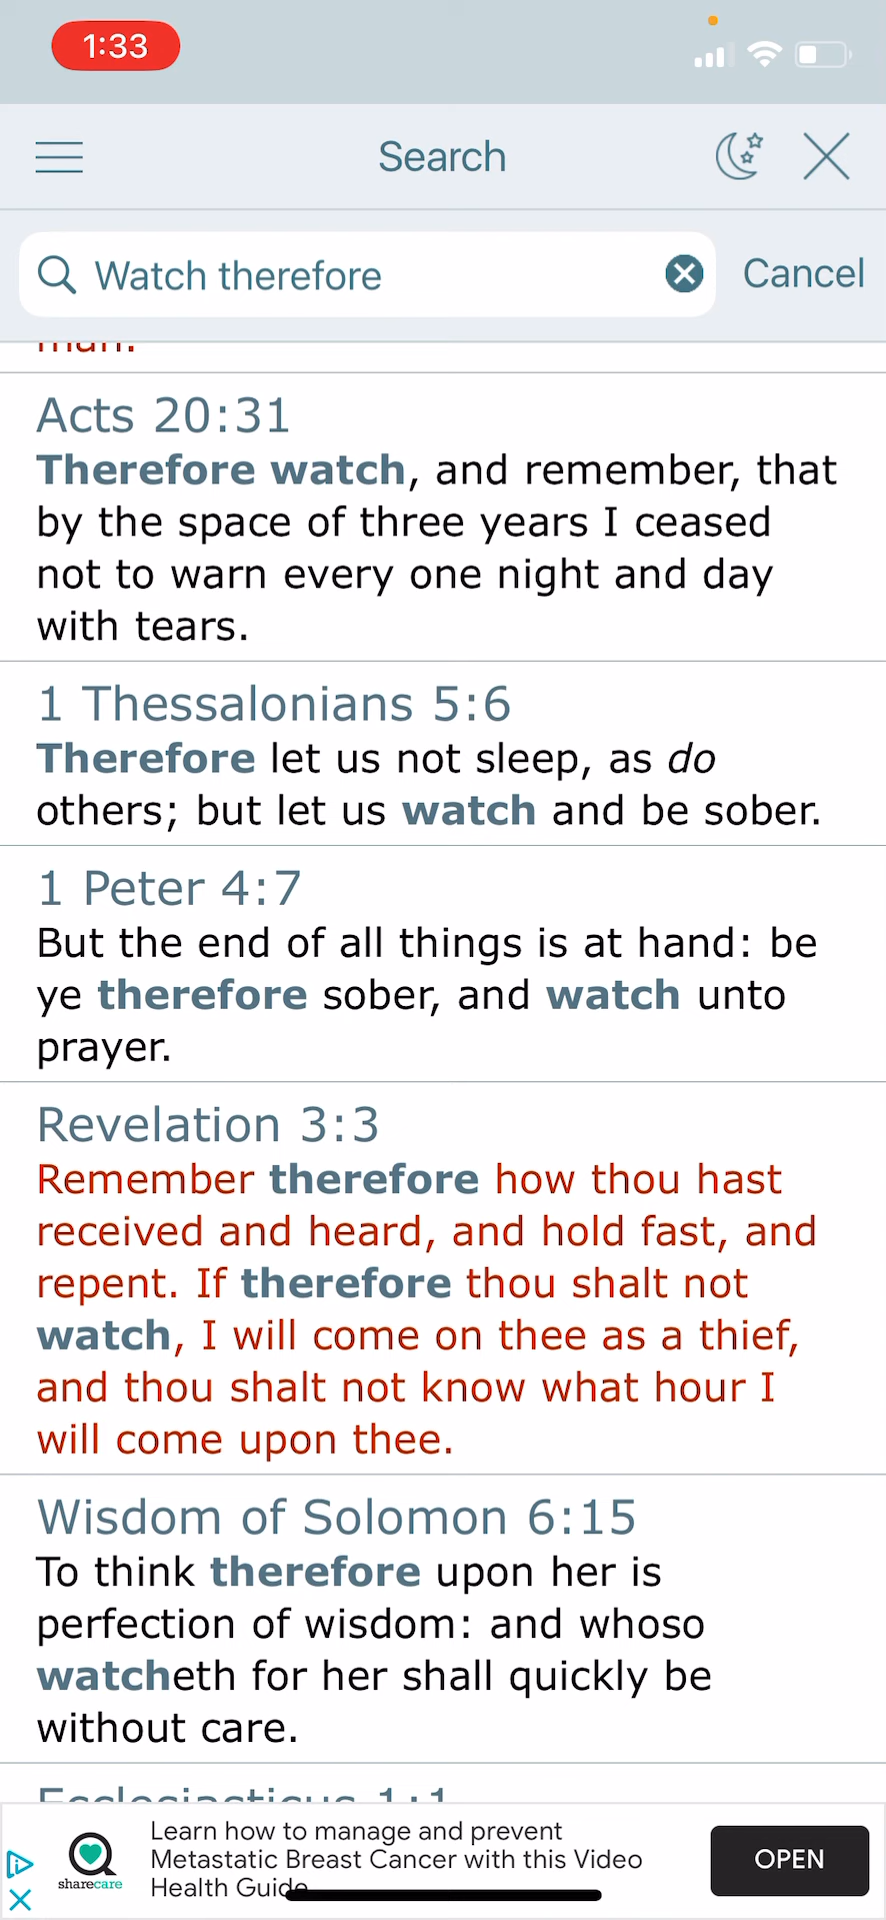 1:33
Search
Watch therefore
Cancel
man.
Acts 20:31
Therefore watch, and remember, that
by the space of three years I ceased
not to warn every one night and day
with tears.
1 Thessalonians 5:6
Therefore let us not sleep, as do
others; but let us watch and be sober.
1 Peter 4:7
But the end of all things is at hand: be
ye therefore sober, and watch unto
prayer.
Revelation 3:3
Remember therefore how thou hast
received and heard, and hold fast, and
repent. If therefore thou shalt not
watch, I will come on thee as a thief,
and thou shalt not know what hour I
will come upon thee.
Wisdom of Solomon 6:15
To think therefore upon her is
perfection of wisdom: and whoso
watcheth for her shall quickly be
without care.
Ecclesiasticus 1:1
Learn how to manage and prevent
Metastatic Breast Cancer with this Video
Health Guide
sharecare
OPEN